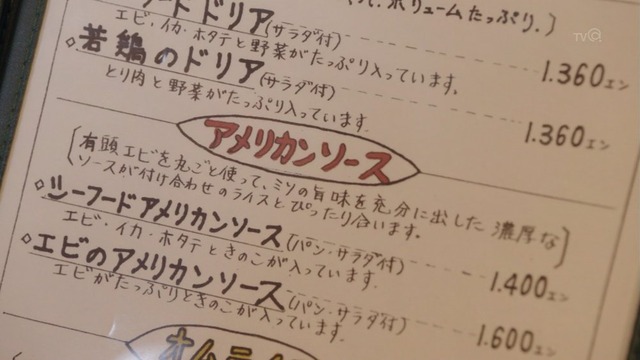 TVQ
て、ボリュームたっぷり.)
フード ドリア(サラダ付) 1.360エン
エビ・イカ・ホタテと野菜がたっぷり入っています.
◇若鶏のドリア(サラダ付) 1.360エン
とり肉と野菜がたっぷり入っています
アメリカンソース
有頭エビを丸ごと使って、ミソの旨味を充分に出した濃厚な
ソースが付け合わせのライスとぴったり合います.
◇シーフードアメリカンソース(パン・サラダ付) 1.400エン
エビ・イカ・ホタテときのこが入っています.
◇エビのアメリカンソース(パン・サラダ付) 1.600エン
エビがたっぷりときのこが入っています.
オムライ